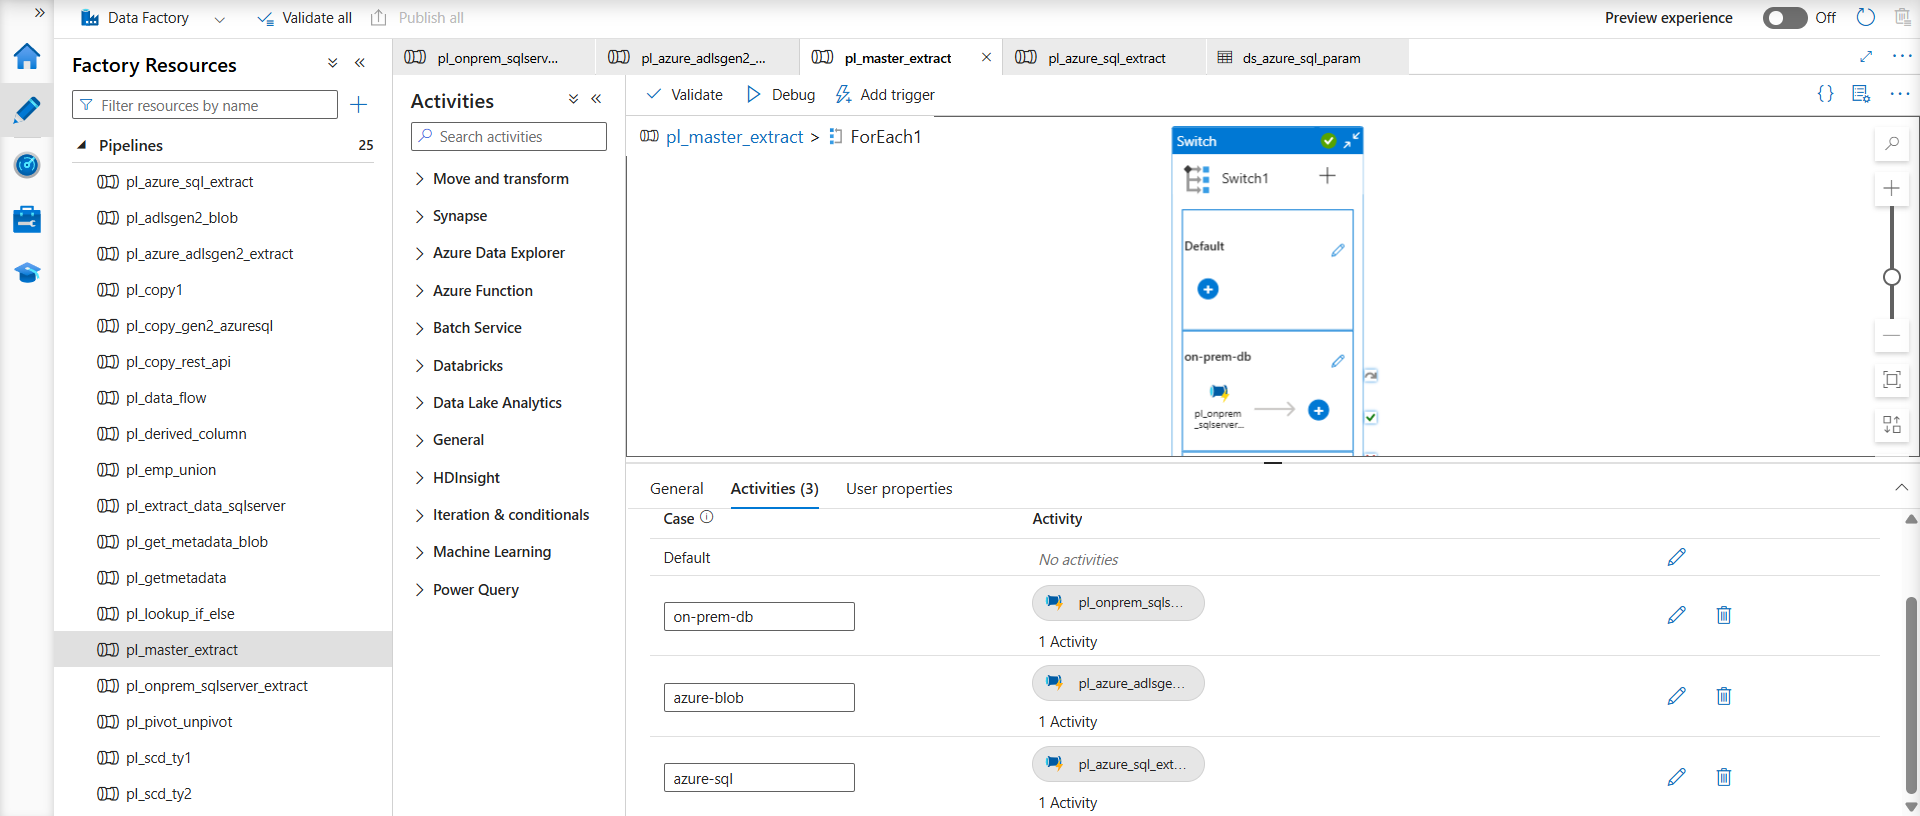 Data Factory
Validate all
Publish all
Preview experience
Off
Factory Resources
Filter resources by name
Pipelines 25
pl_azure_sql_extract
pl_adlsgen2_blob
pl_azure_adlsgen2_extract
pl_copy1
pl_copy_gen2_azuresql
pl_copy_rest_api
pl_data_flow
pl_derived_column
pl_emp_union
pl_extract_data_sqlserver
pl_get_metadata_blob
pl_getmetadata
pl_lookup_if_else
pl_master_extract
pl_onprem_sqlserver_extract
pl_pivot_unpivot
pl_scd_ty1
pl_scd_ty2
pl_onprem_sqlserv...
pl_azure_adlsgen2_...
pl_master_extract
pl_azure_sql_extract
ds_azure_sql_param
Activities
Search activities
Move and transform
Synapse
Azure Data Explorer
Azure Function
Batch Service
Databricks
Data Lake Analytics
General
HDInsight
Iteration & conditionals
Machine Learning
Power Query
Validate
Debug
Add trigger
pl_master_extract > ForEach1
Switch
Switch1
Default
on-prem-db
pl_onprem
_sqlserver...
General
Activities (3)
User properties
Case
Activity
Default
No activities
on-prem-db
pl_onprem_sqls...
1 Activity
azure-blob
pl_azure_adlsge...
1 Activity
azure-sql
pl_azure_sql_ext...
1 Activity